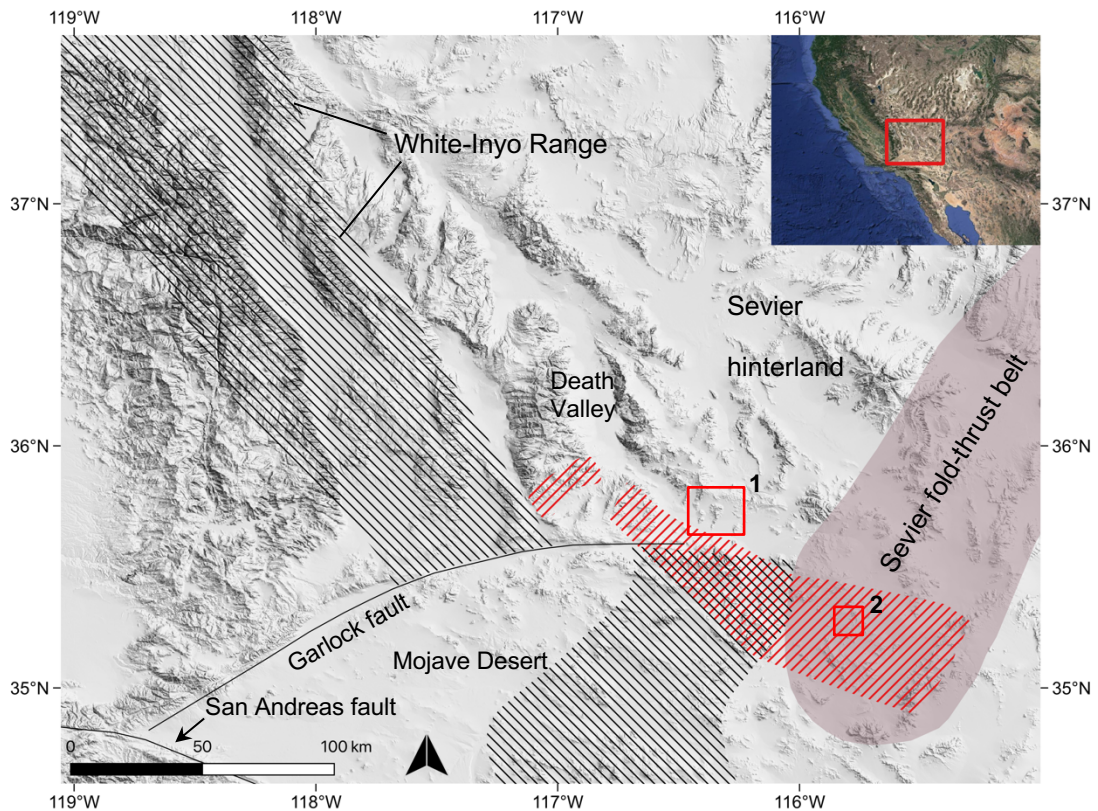 119°W 118°W 117°W 116°W
White-Inyo Range
37°N 37°N
Sevier
hinterland
Death
Valley
Sevier fold-thrust belt
36°N 36°N
1
2
Garlock fault
Mojave Desert
35°N 35°N
San Andreas fault
0 50 100 km
119°W 118°W 117°W 116°W